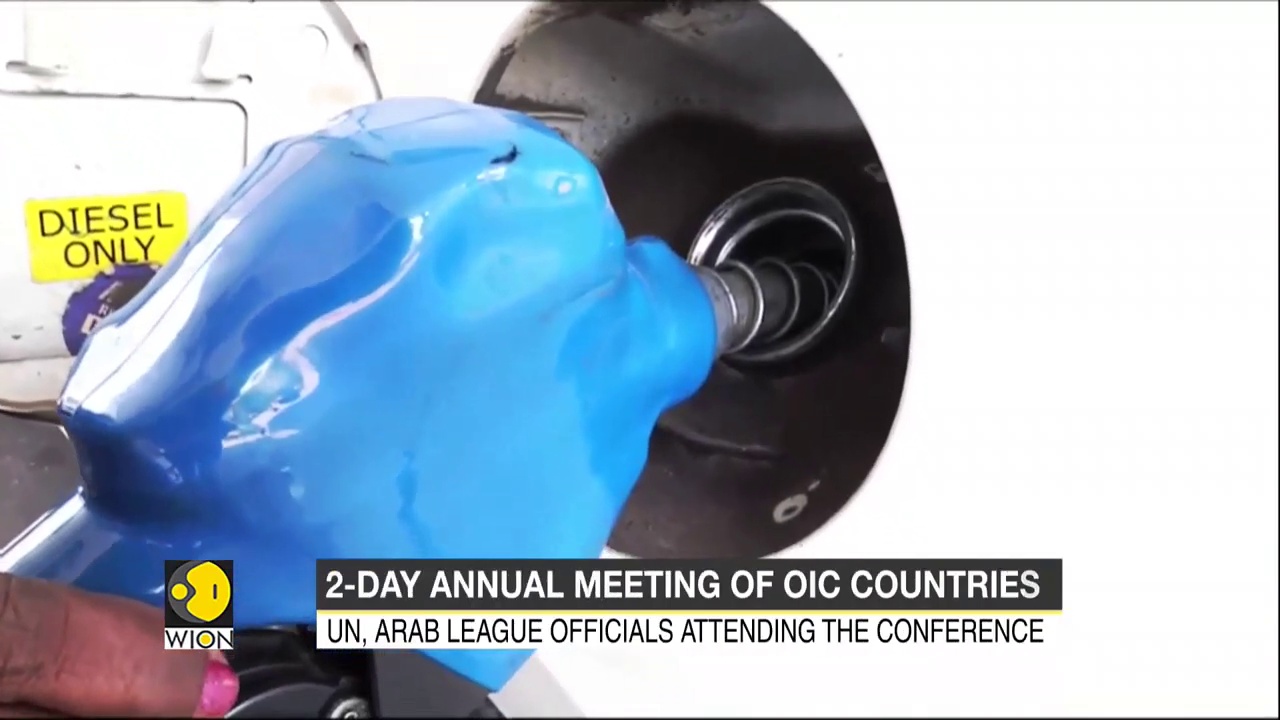 DIESEL
ONLY
2-DAY ANNUAL MEETING OF OIC COUNTRIES
UN, ARAB LEAGUE OFFICIALS ATTENDING THE CONFERENCE
WION